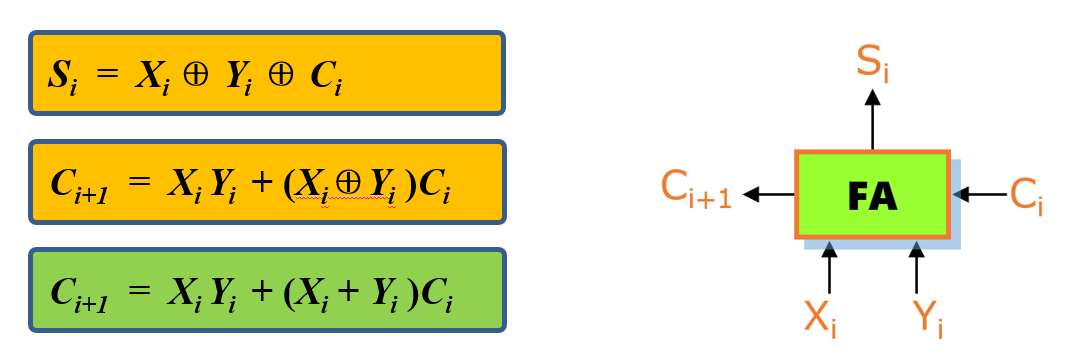 Sᵢ = Xᵢ ⊕ Yᵢ ⊕ Cᵢ
Cᵢ₊₁ = Xᵢ Yᵢ + (Xᵢ ⊕ Yᵢ )Cᵢ
Cᵢ₊₁ = Xᵢ Yᵢ + (Xᵢ + Yᵢ )Cᵢ
Sᵢ
Cᵢ₊₁
FA
Cᵢ
Xᵢ
Yᵢ